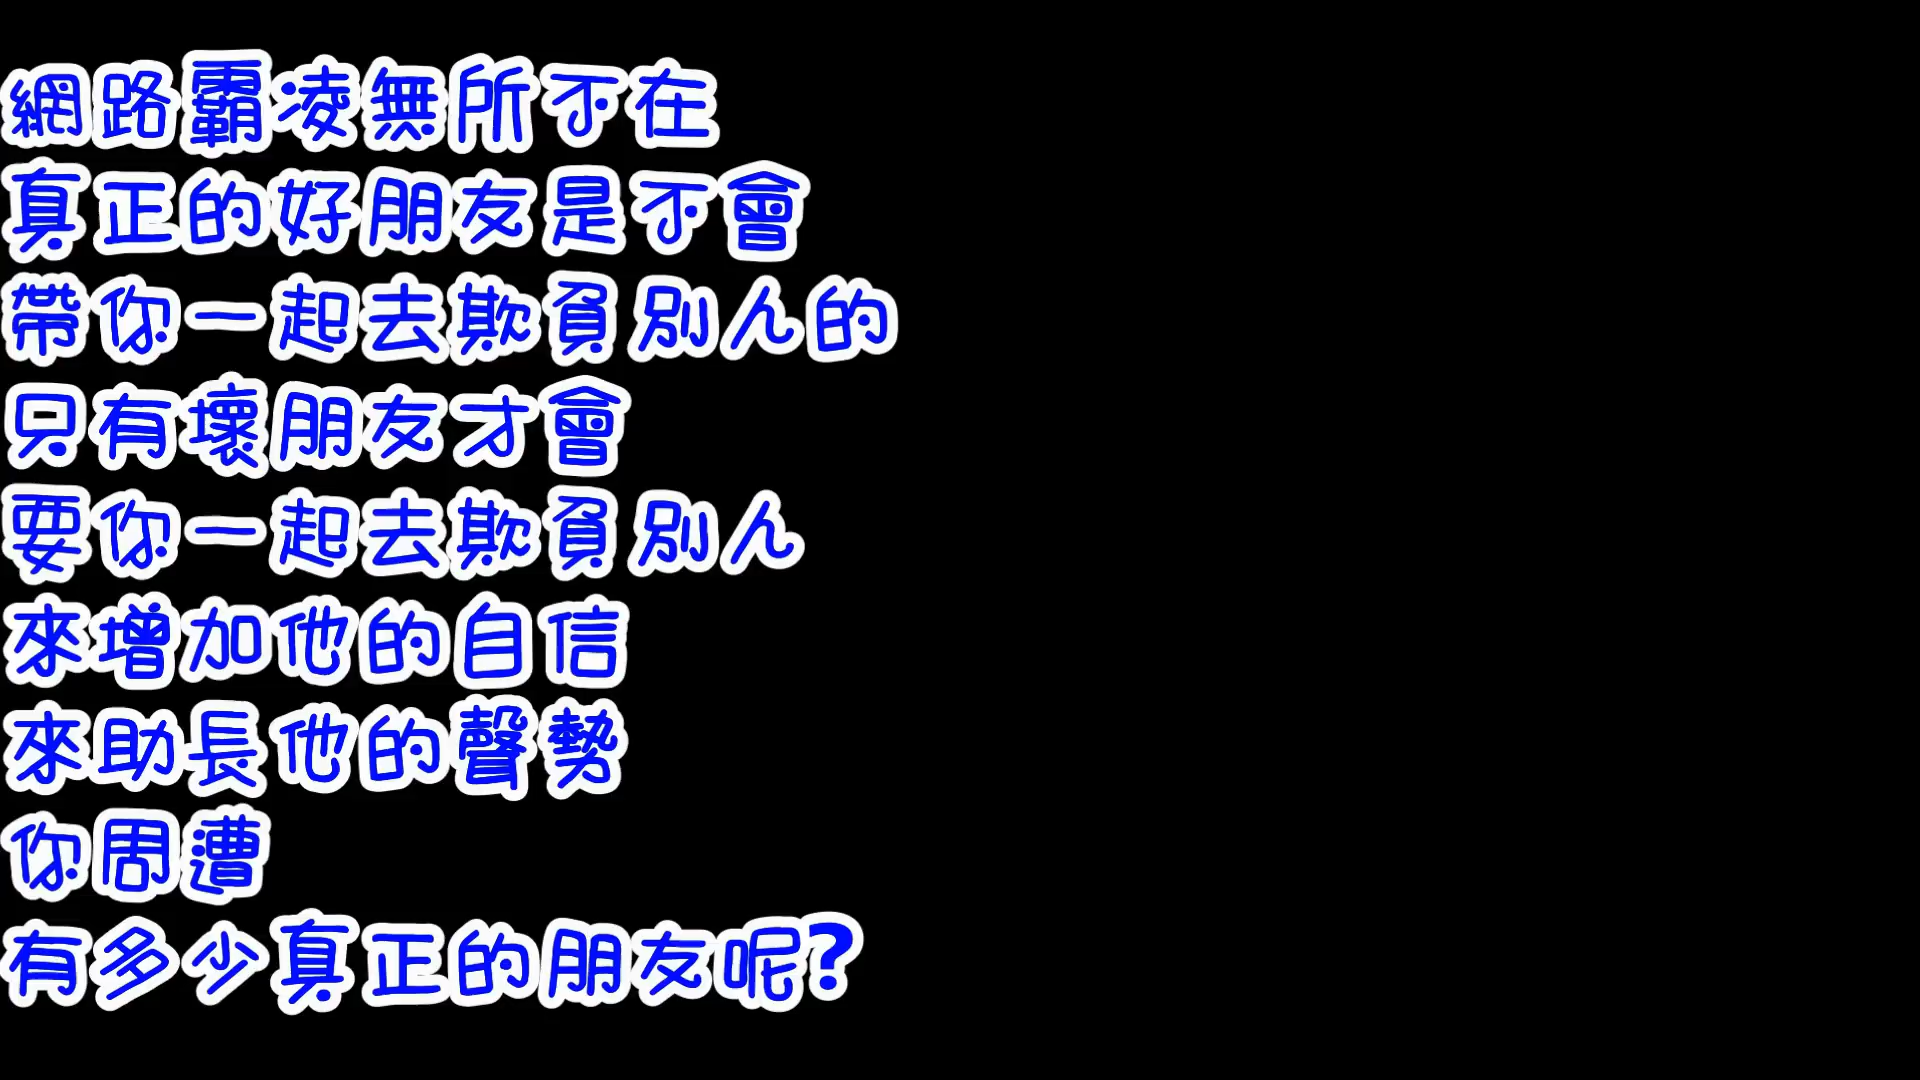 網路霸凌無所不在
真正的好朋友是不會
帶你一起去欺負別人的
只有壞朋友才會
要你一起去欺負別人
來增加他的自信
來助長他的聲勢
你周遭
有多少真正的朋友呢?